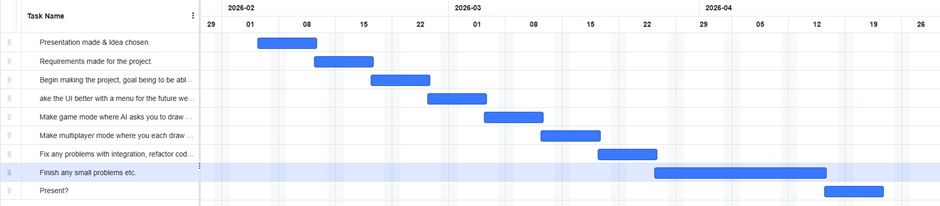 2026-02 2026-03 2026-04
Task Name
29 01 08 15 22 01 08 15 22 29 05 12 19 26
Presentation made & Idea chosen.
Requirements made for the project.
Begin making the project, goal being to be abl...
ake the UI better with a menu for the future we...
Make game mode where AI asks you to draw ...
Make multiplayer mode where you each draw ...
Fix any problems with integration, refactor cod...
Finish any small problems etc.
Present?